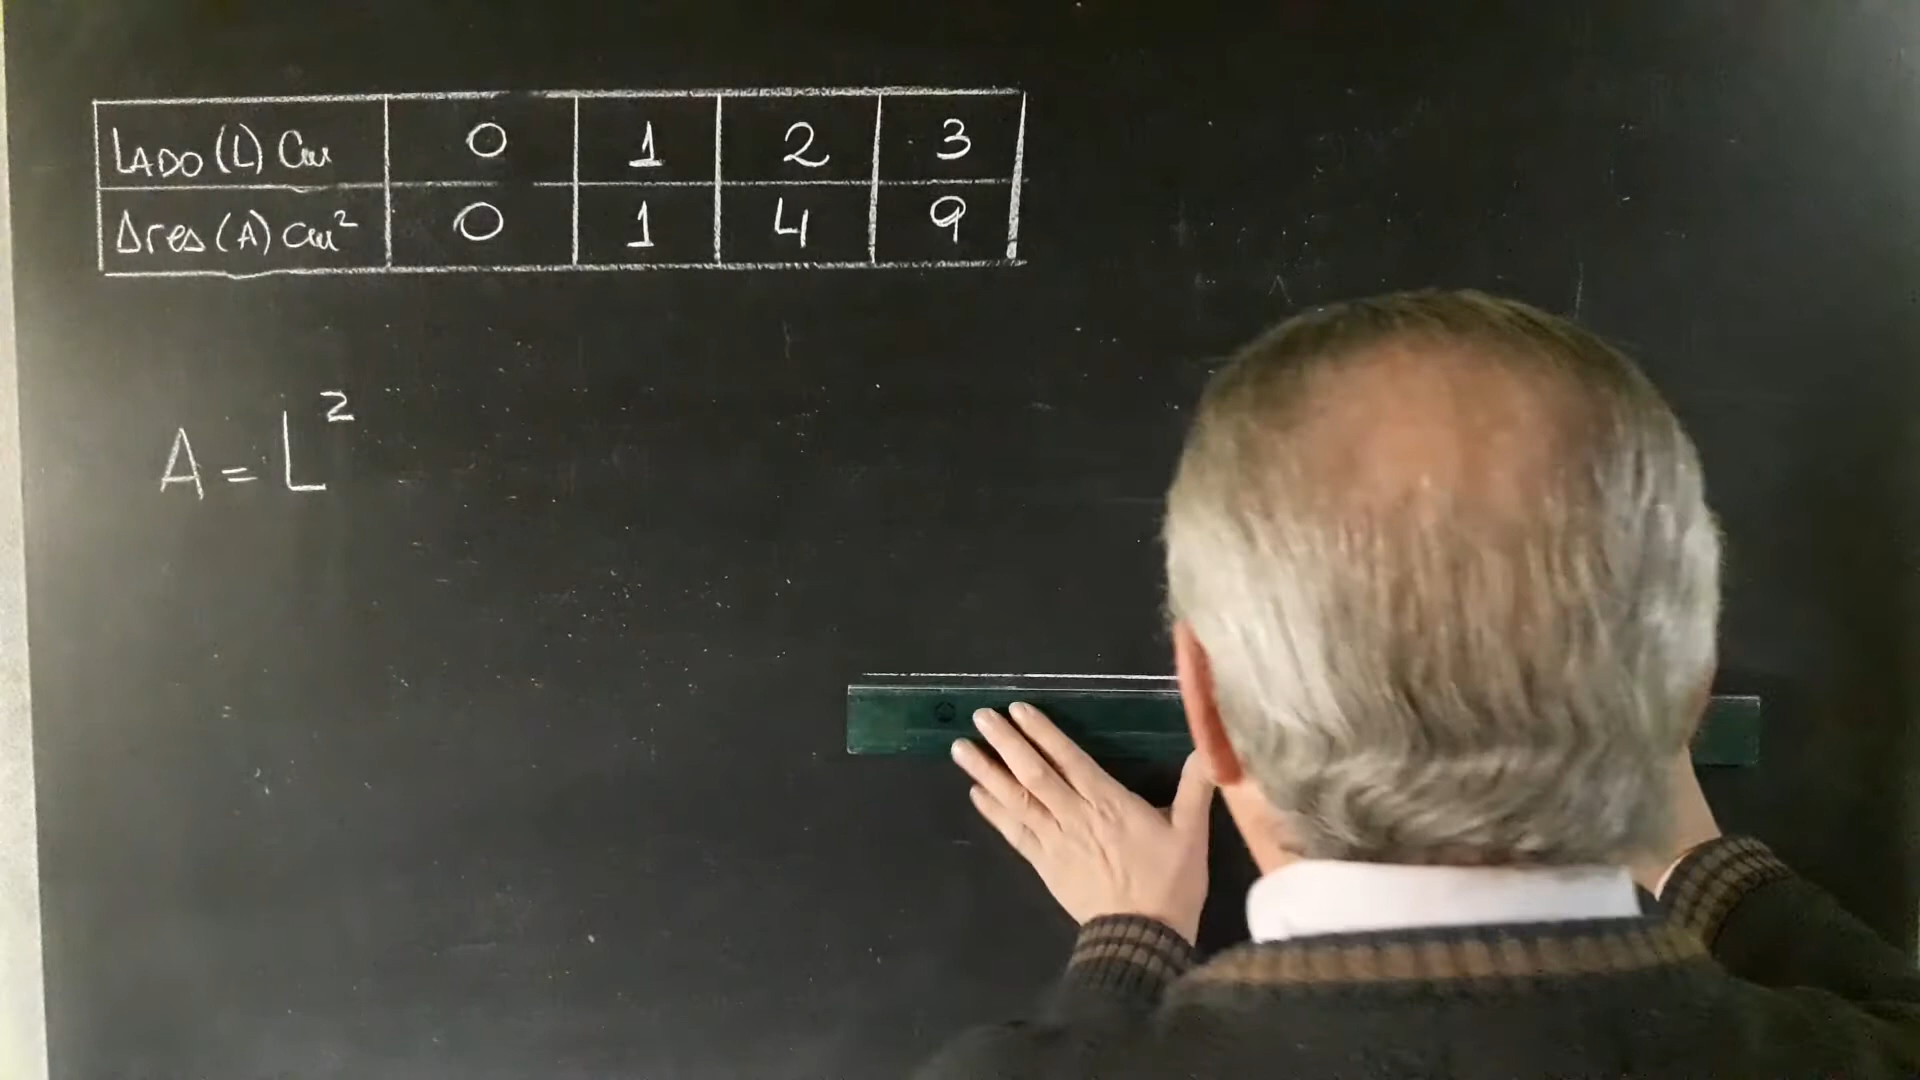 LADO (L) cm 0 1 2 3
Area (A) cm² 0 1 4 9
A = L²